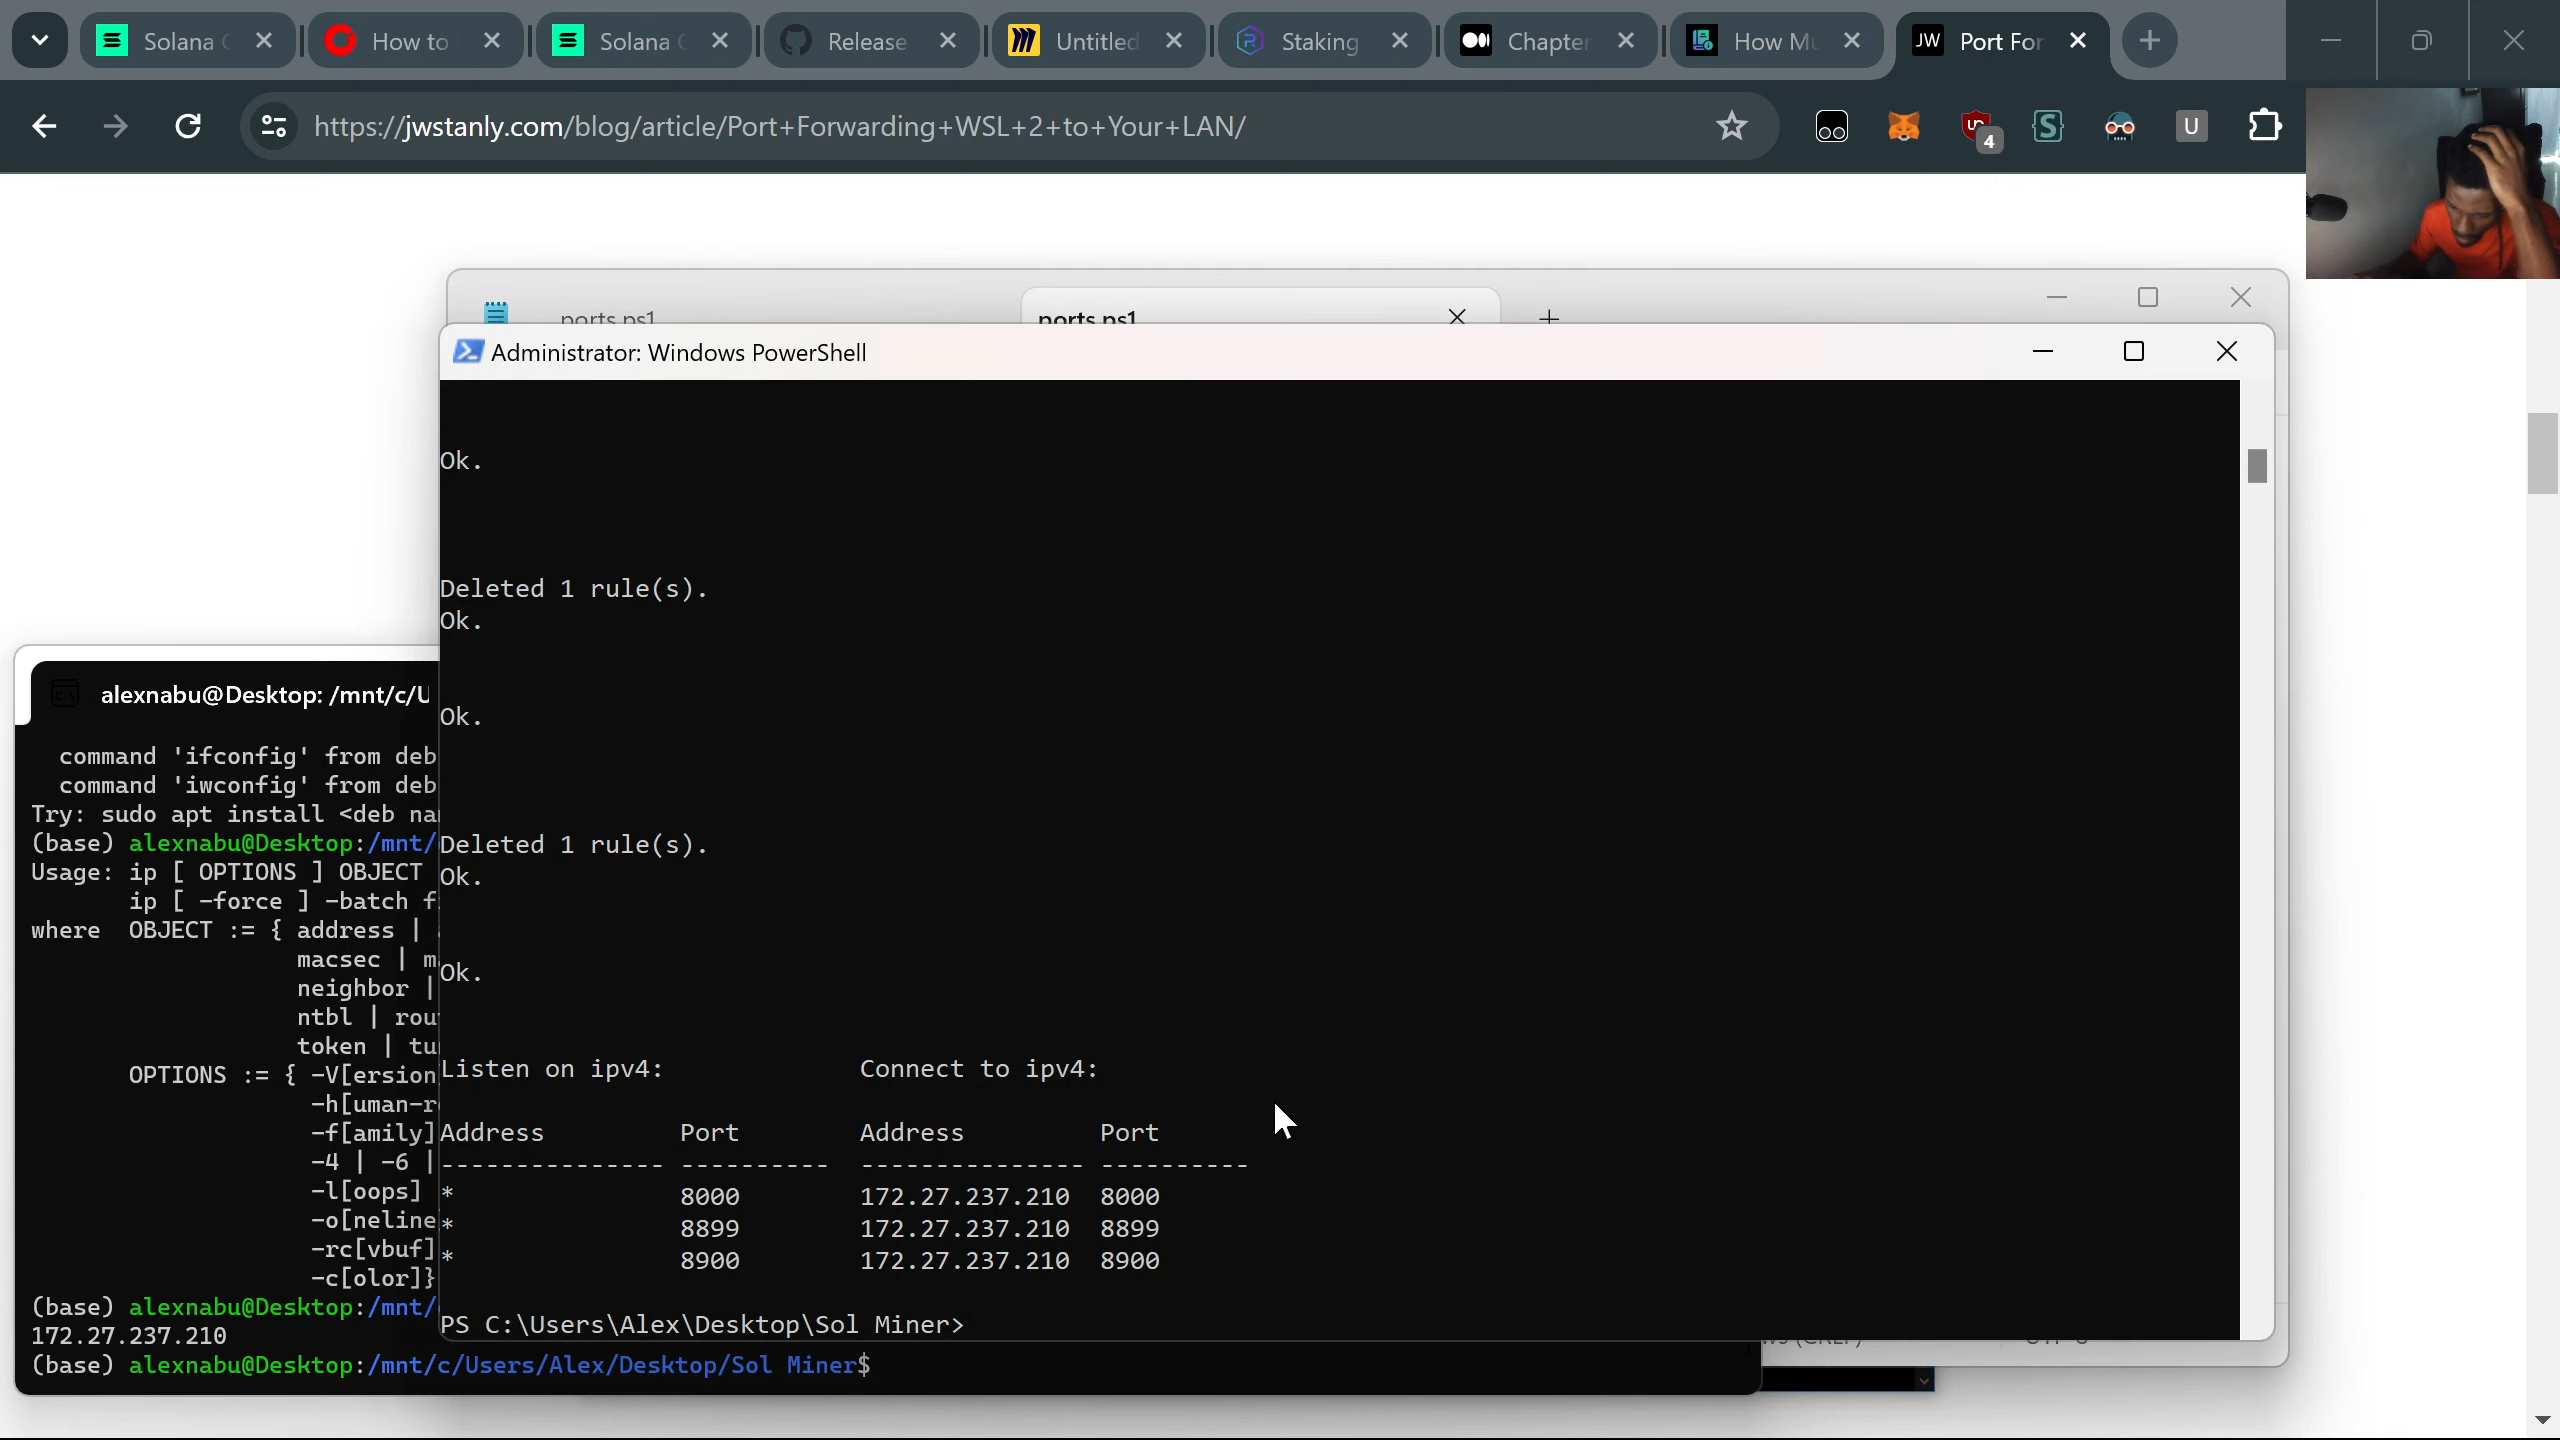 Solana
How to
Solana
Release
Untitled
Staking
Chapter
How Mu
JW
Port For
https://jwstanly.com/blog/article/Port+Forwarding+WSL+2+to+Your+LAN/
4
U
ports.ps1
ports.ps1
Administrator: Windows PowerShell
Ok.
Deleted 1 rule(s).
Ok.
Ok.
Deleted 1 rule(s).
Ok.
Ok.
Listen on ipv4: Connect to ipv4:
Address Port Address Port
--------------- ---------- --------------- ----------
* 8000 172.27.237.210 8000
* 8899 172.27.237.210 8899
* 8900 172.27.237.210 8900
PS C:\Users\Alex\Desktop\Sol Miner>
alexnabu@Desktop: /mnt/c/U
command 'ifconfig' from deb
command 'iwconfig' from deb
Try: sudo apt install <deb na
(base) alexnabu@Desktop:/mnt/
Usage: ip [ OPTIONS ] OBJECT
ip [ -force ] -batch f
where OBJECT := { address |
macsec | m
neighbor |
ntbl | rou
token | tu
OPTIONS := { -V[ersion
-h[uman-r
-f[amily]
-4 | -6 |
-l[oops]
-o[neline
-rc[vbuf]
-c[olor]}
(base) alexnabu@Desktop:/mnt/
172.27.237.210
(base) alexnabu@Desktop:/mnt/c/Users/Alex/Desktop/Sol Miner$